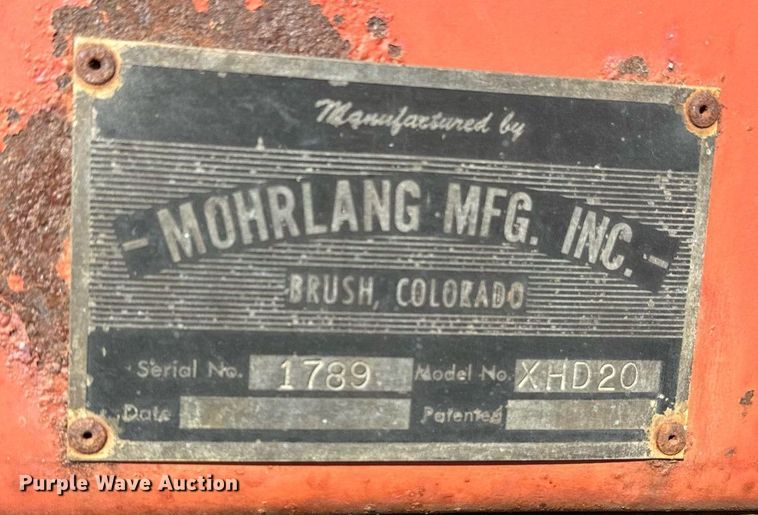 Manufactured by
- MOHRLANG MFG. INC. -
BRUSH, COLORADO
Serial No. 1789 Model No. XHD20
Date Patented
Purple Wave Auction